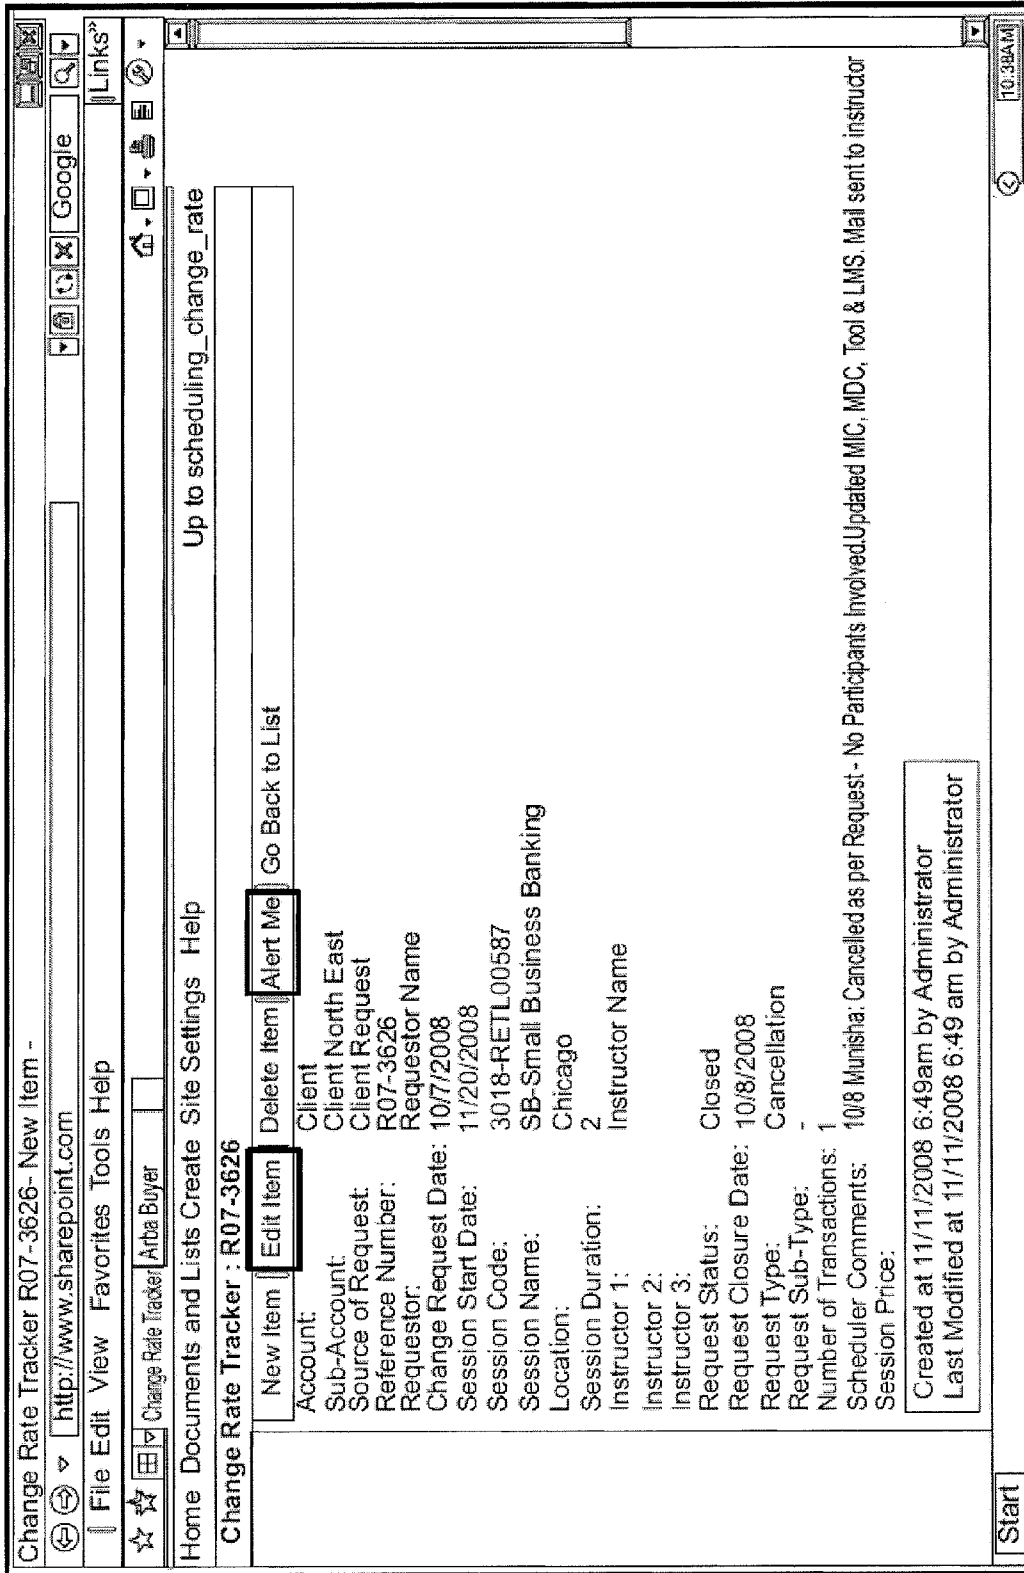 Change Rate Tracker R07-3626- New Item -
http://www.sharepoint.com
Google
File Edit View Favorites Tools Help
Links»
Change Rate Tracker Arba Buyer
Home Documents and Lists Create Site Settings Help
Up to scheduling_change_rate
Change Rate Tracker : R07-3626
New Item Edit Item Delete Item Alert Me Go Back to List
Account: Client
Sub-Account: Client North East
Source of Request: Client Request
Reference Number: R07-3626
Requestor: Requestor Name
Change Request Date: 10/7/2008
Session Start Date: 11/20/2008
Session Code: 3018-RETL00587
Session Name: SB-Small Business Banking
Location: Chicago
Session Duration: 2
Instructor 1: Instructor Name
Instructor 2:
Instructor 3:
Request Status: Closed
Request Closure Date: 10/8/2008
Request Type: Cancellation
Request Sub-Type: -
Number of Transactions: 1
Scheduler Comments: 10/8 Munisha: Cancelled as per Request - No Participants Involved.Updated MIC, MDC, Tool & LMS. Mail sent to instructor
Session Price:
Created at 11/11/2008 6:49am by Administrator
Last Modified at 11/11/2008 6:49 am by Administrator
Start
10:38AM